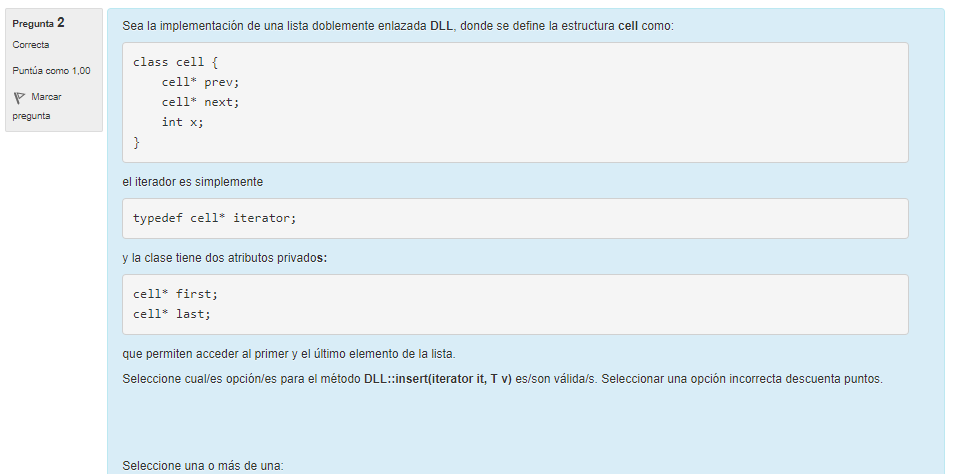 Pregunta 2
Correcta
Puntúa como 1,00
Marcar
pregunta
Sea la implementación de una lista doblemente enlazada DLL, donde se define la estructura cell como:
class cell {
    cell* prev;
    cell* next;
    int x;
}
el iterador es simplemente
typedef cell* iterator;
y la clase tiene dos atributos privados:
cell* first;
cell* last;
que permiten acceder al primer y el último elemento de la lista.
Seleccione cual/es opción/es para el método DLL::insert(iterator it, T v) es/son válida/s. Seleccionar una opción incorrecta descuenta puntos.
Seleccione una o más de una: